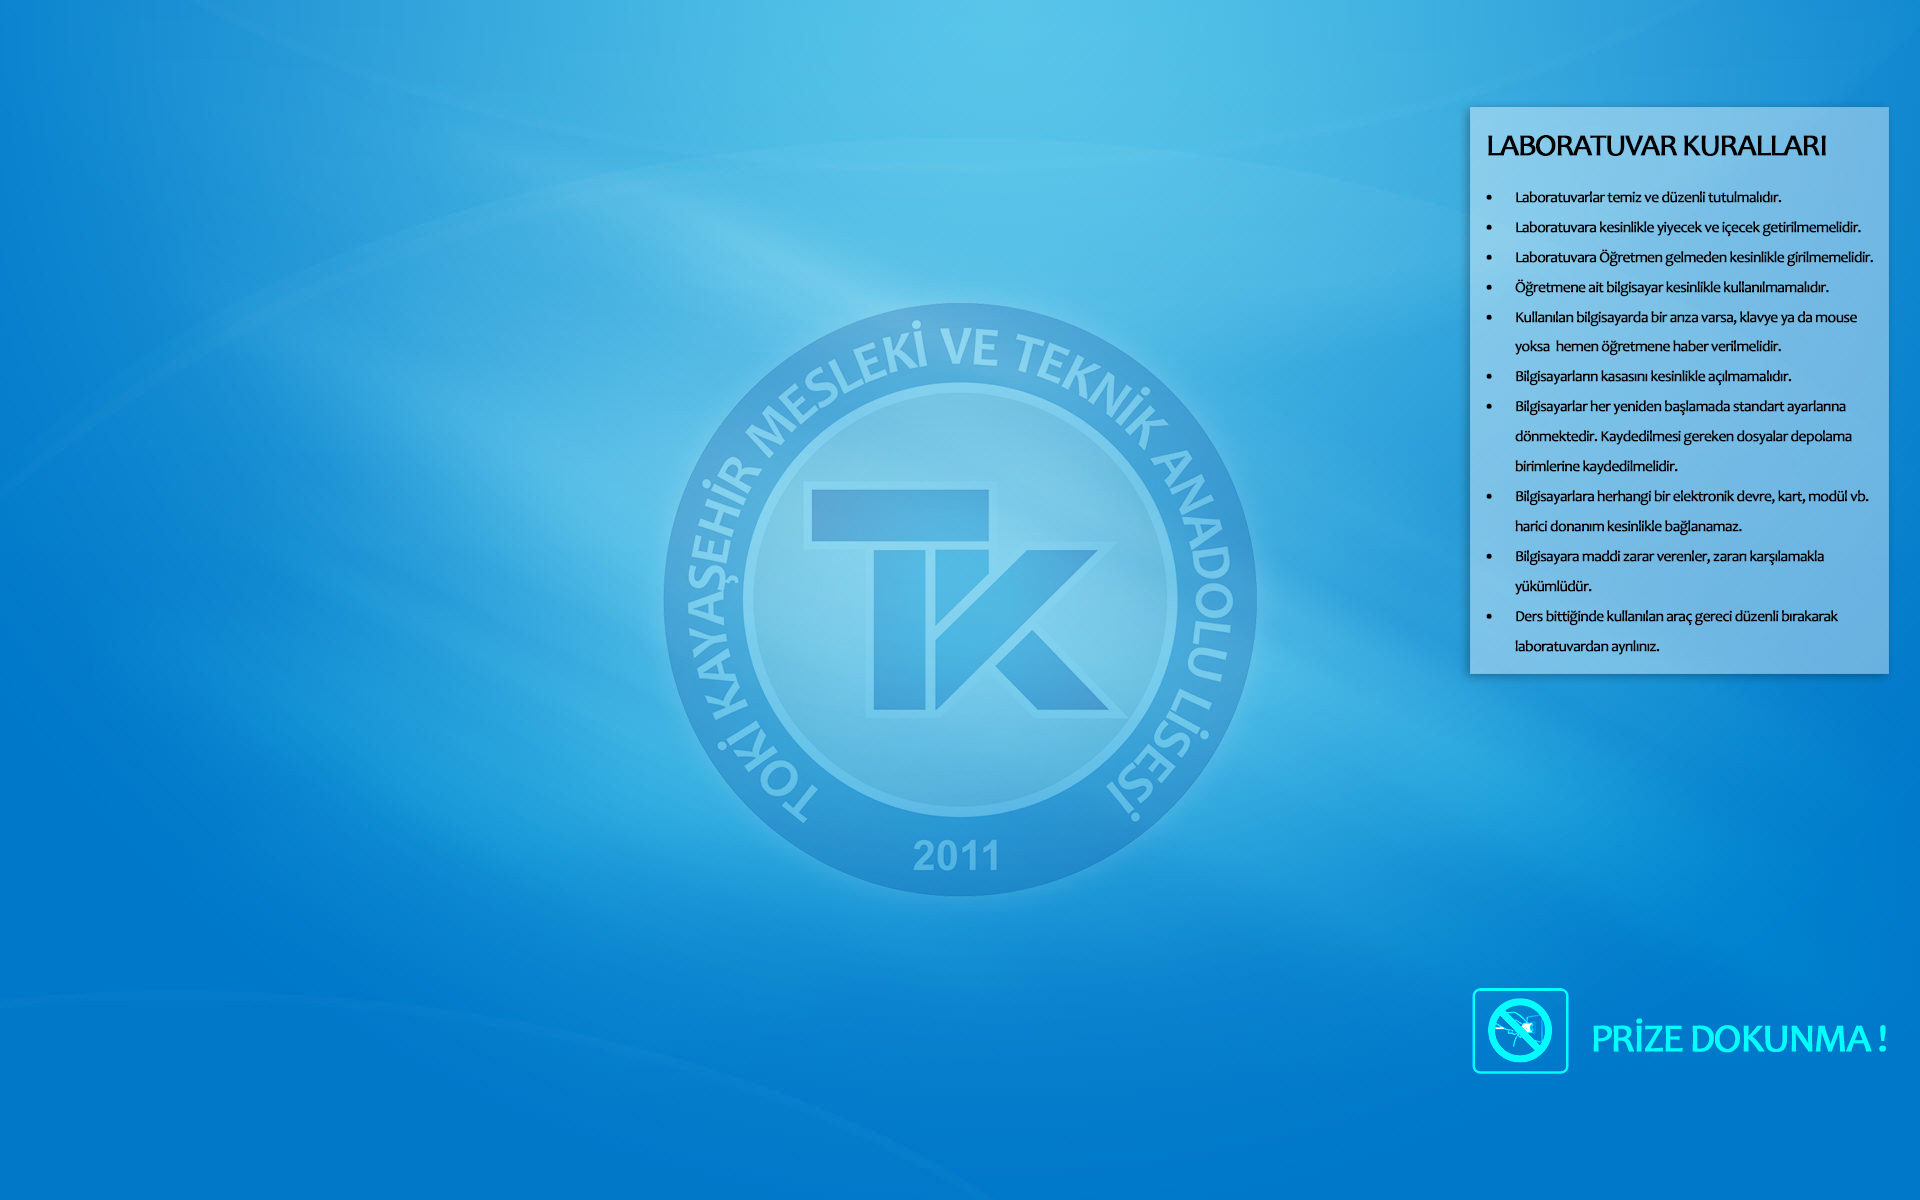 LABORATUVAR KURALLARI
• Laboratuvarlar temiz ve düzenli tutulmalıdır.
• Laboratuvara kesinlikle yiyecek ve içecek getirilmemelidir.
• Laboratuvara Öğretmen gelmeden kesinlikle girilmemelidir.
• Öğretmene ait bilgisayar kesinlikle kullanılmamalıdır.
• Kullanılan bilgisayarda bir arıza varsa, klavye ya da mouse
yoksa hemen öğretmene haber verilmelidir.
• Bilgisayarların kasasını kesinlikle açılmamalıdır.
• Bilgisayarlar her yeniden başlamada standart ayarlarına
dönmektedir. Kaydedilmesi gereken dosyalar depolama
birimlerine kaydedilmelidir.
• Bilgisayarlara herhangi bir elektronik devre, kart, modül vb.
harici donanım kesinlikle bağlanamaz.
• Bilgisayara maddi zarar verenler, zararı karşılamakla
yükümlüdür.
• Ders bittiğinde kullanılan araç gereci düzenli bırakarak
laboratuvardan ayrılınız.
TOKİ KAYAŞEHİR MESLEKİ VE TEKNİK ANADOLU LİSESİ
TK
2011
PRİZE DOKUNMA !